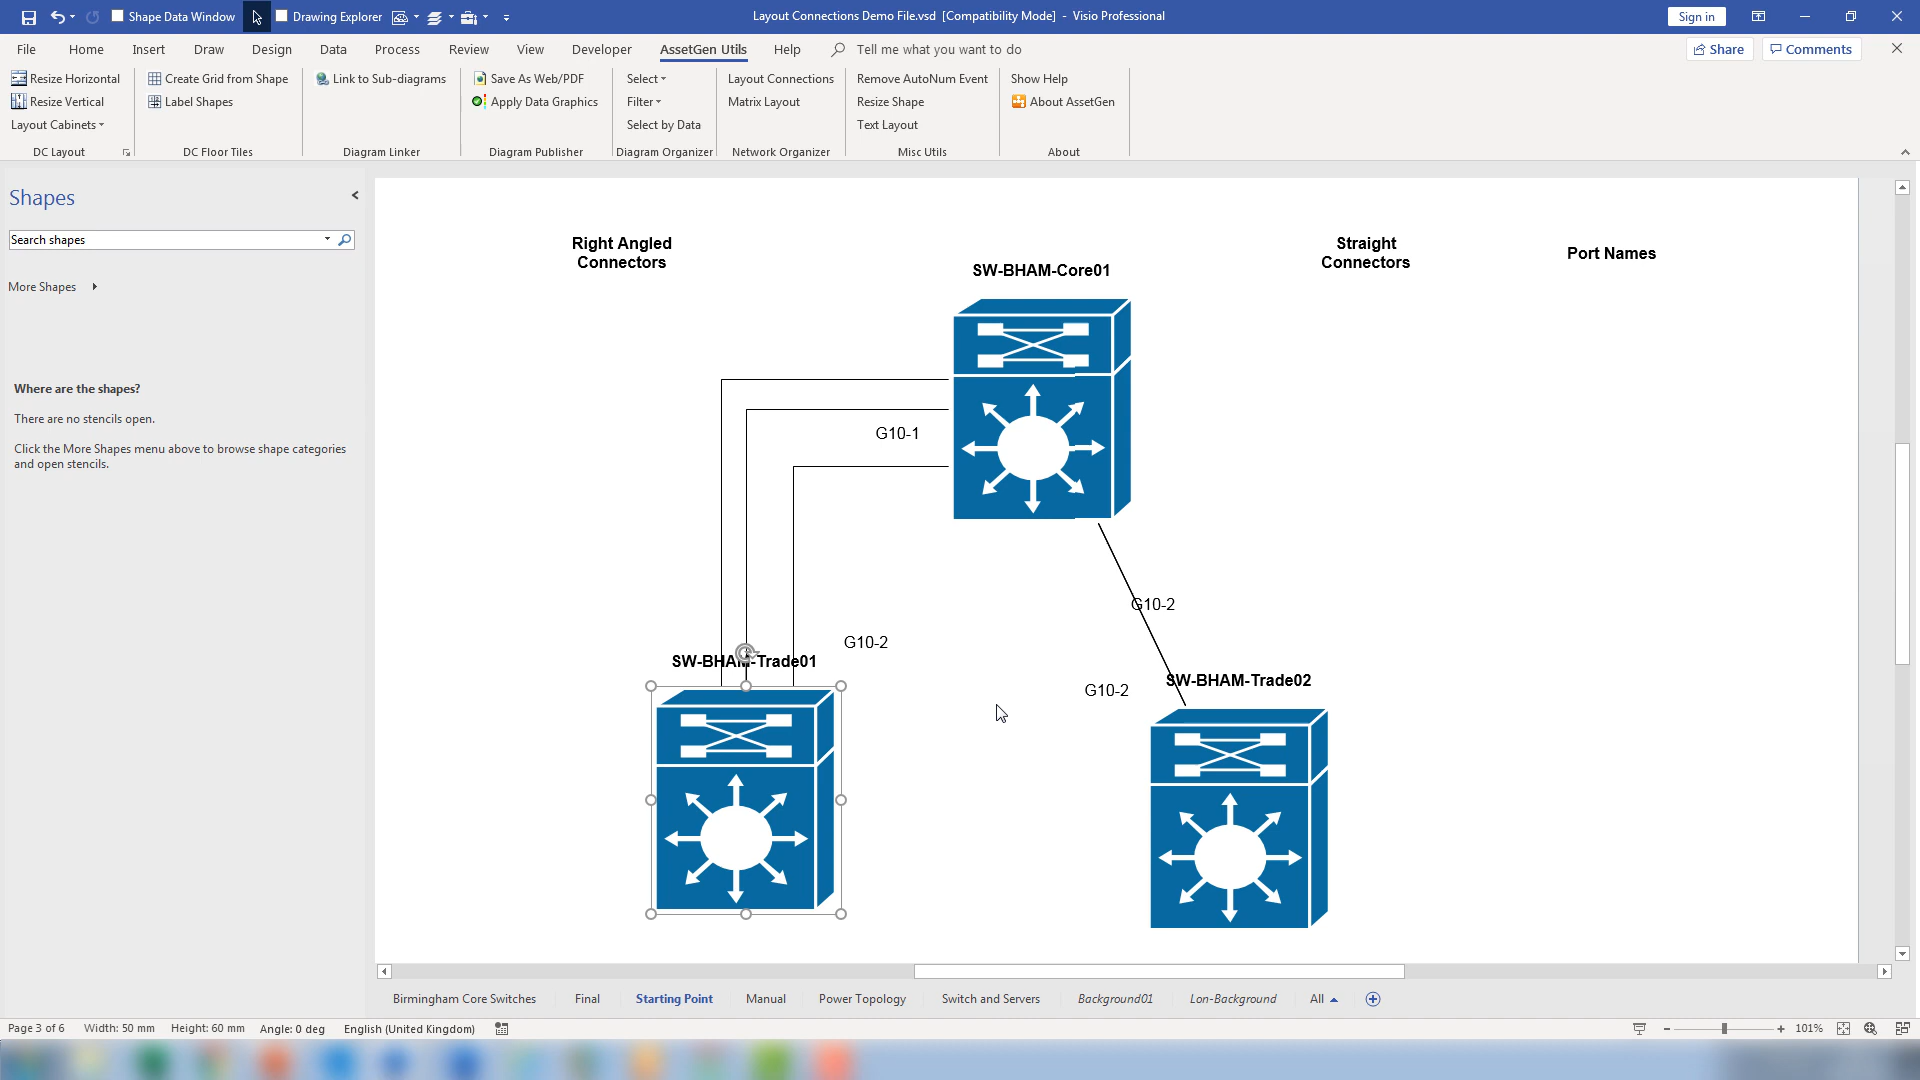 Shape Data Window
Drawing Explorer
Layout Connections Demo File.vsd [Compatibility Mode] - Visio Professional
Sign in
File
Home
Insert
Draw
Design
Data
Process
Review
View
Developer
AssetGen Utils
Help
Tell me what you want to do
Share
Comments
Resize Horizontal
Resize Vertical
Layout Cabinets
DC Layout
Create Grid from Shape
Label Shapes
DC Floor Tiles
Link to Sub-diagrams
Diagram Linker
Save As Web/PDF
Apply Data Graphics
Diagram Publisher
Select
Filter
Select by Data
Diagram Organizer
Layout Connections
Matrix Layout
Network Organizer
Remove AutoNum Event
Resize Shape
Text Layout
Misc Utils
Show Help
About AssetGen
About
Shapes
Search shapes
More Shapes
Where are the shapes?
There are no stencils open.
Click the More Shapes menu above to browse shape categories
and open stencils.
Right Angled
Connectors
SW-BHAM-Core01
Straight
Connectors
Port Names
G10-1
G10-2
G10-2
SW-BHAM-Trade01
G10-2
SW-BHAM-Trade02
Birmingham Core Switches
Final
Starting Point
Manual
Power Topology
Switch and Servers
Background01
Lon-Background
All
Page 3 of 6
Width: 50 mm
Height: 60 mm
Angle: 0 deg
English (United Kingdom)
101%